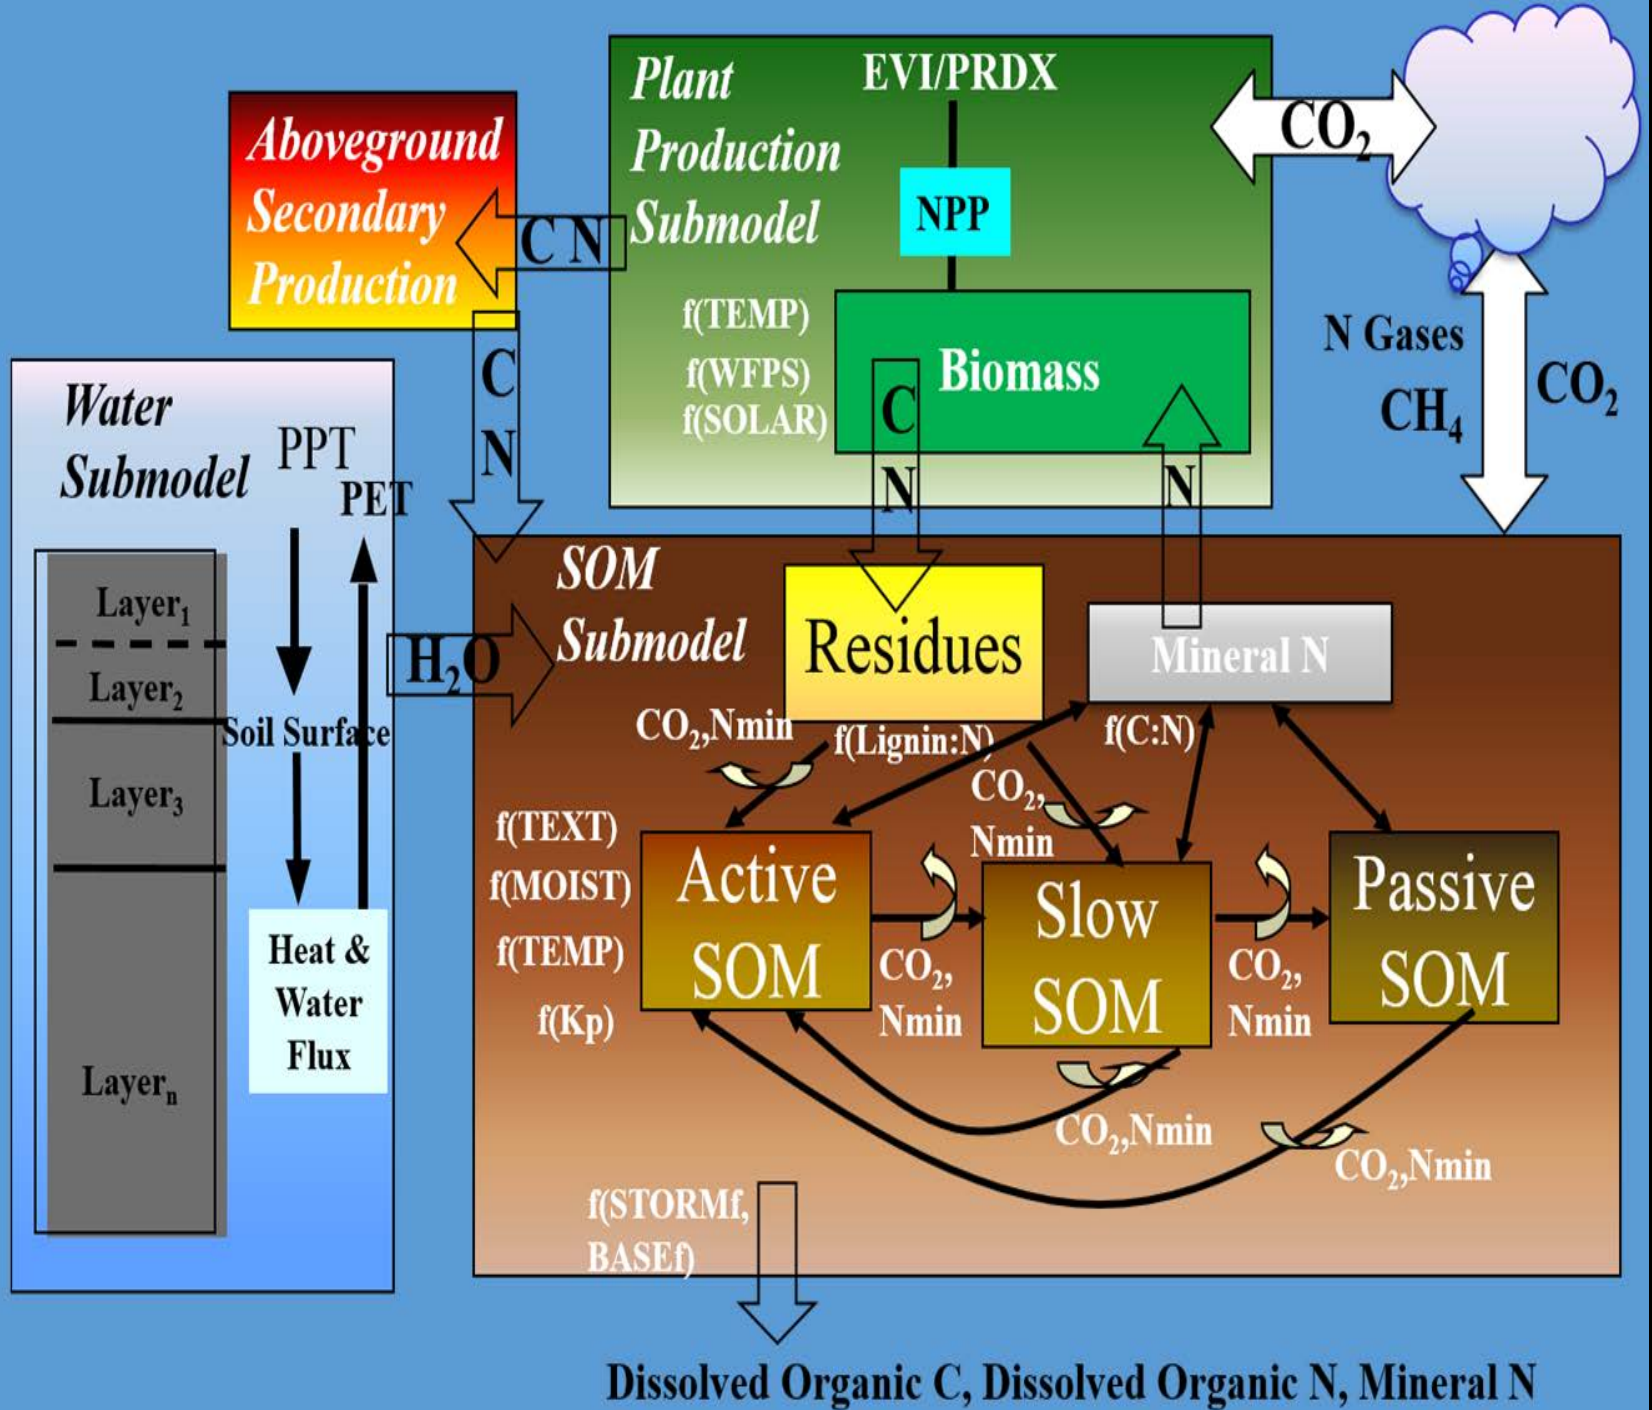 Aboveground
Secondary
Production
C N
Plant
Production
Submodel
EVI/PRDX
NPP
f(TEMP)
f(WFPS)
f(SOLAR)
Biomass
C
N
N
CO₂
N Gases
CH₄
CO₂
C
N
Water
Submodel
PPT
PET
Layer₁
Layer₂
Soil Surface
Layer₃
Heat &
Water
Flux
Layerₙ
H₂O
SOM
Submodel
Residues
Mineral N
CO₂,Nmin
f(Lignin:N)
f(C:N)
CO₂,
Nmin
f(TEXT)
f(MOIST)
f(TEMP)
f(Kp)
Active
SOM
CO₂,
Nmin
Slow
SOM
CO₂,
Nmin
Passive
SOM
CO₂,Nmin
CO₂,Nmin
f(STORMf,
BASEf)
Dissolved Organic C, Dissolved Organic N, Mineral N